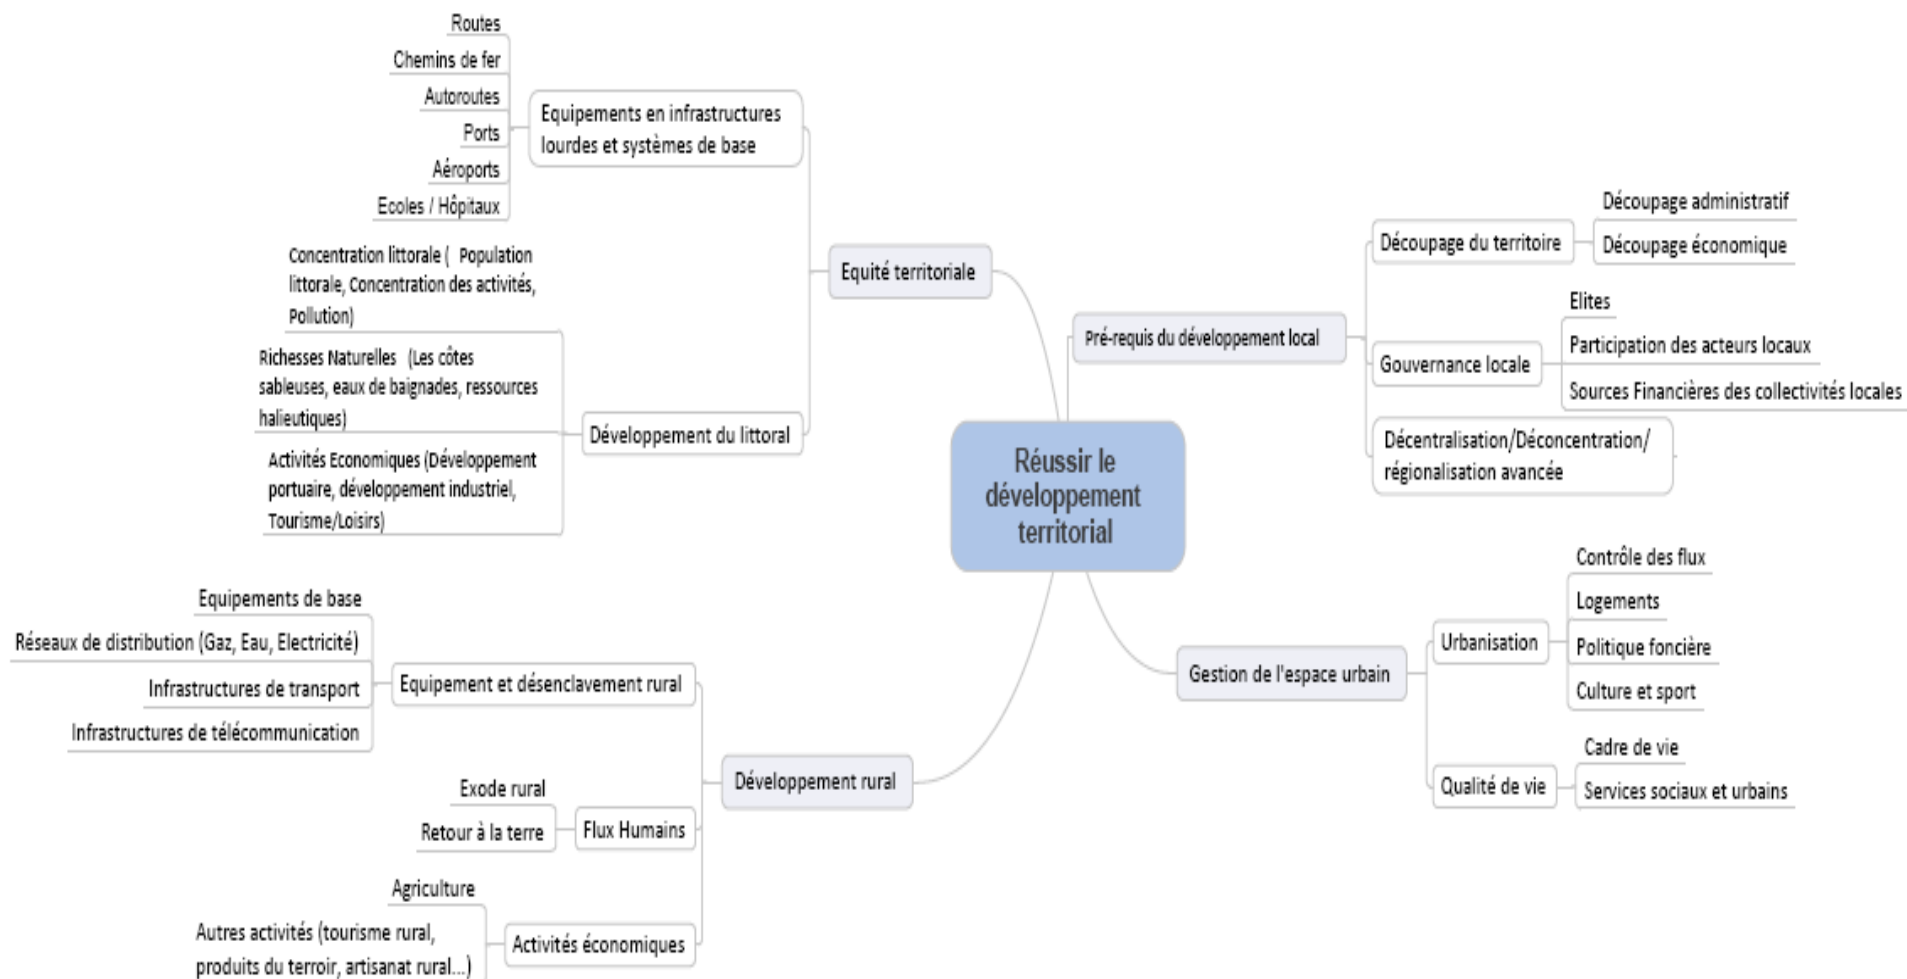 Routes
Chemins de fer
Autoroutes
Ports
Aéroports
Ecoles / Hôpitaux
Equipements en infrastructures
lourdes et systèmes de base
Concentration littorale ( Population
littorale, Concentration des activités,
Pollution)
Richesses Naturelles (Les côtes
sableuses, eaux de baignades, ressources
halieutiques)
Activités Economiques (Développement
portuaire, développement industriel,
Tourisme/Loisirs)
Développement du littoral
Equité territoriale
Equipements de base
Réseaux de distribution (Gaz, Eau, Electricité)
Infrastructures de transport
Infrastructures de télécommunication
Equipement et désenclavement rural
Exode rural
Retour à la terre
Flux Humains
Agriculture
Autres activités (tourisme rural,
produits du terroir, artisanat rural...)
Activités économiques
Développement rural
Réussir le
développement
territorial
Pré-requis du développement local
Découpage du territoire
Découpage administratif
Découpage économique
Gouvernance locale
Elites
Participation des acteurs locaux
Sources Financières des collectivités locales
Décentralisation/Déconcentration/
régionalisation avancée
Gestion de l'espace urbain
Urbanisation
Contrôle des flux
Logements
Politique foncière
Culture et sport
Qualité de vie
Cadre de vie
Services sociaux et urbains